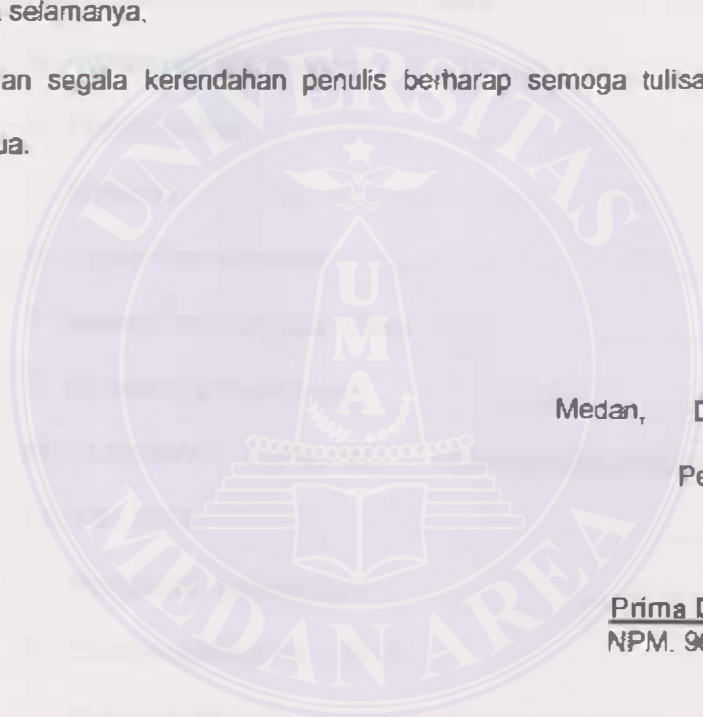 selamanya,
an segala kerendahan penulis berharap semoga tulisa
ua.
UNIVERSITAS
U
M
A
Medan, D
Pe
MEDAN AREA
Prima D
NPM. 9